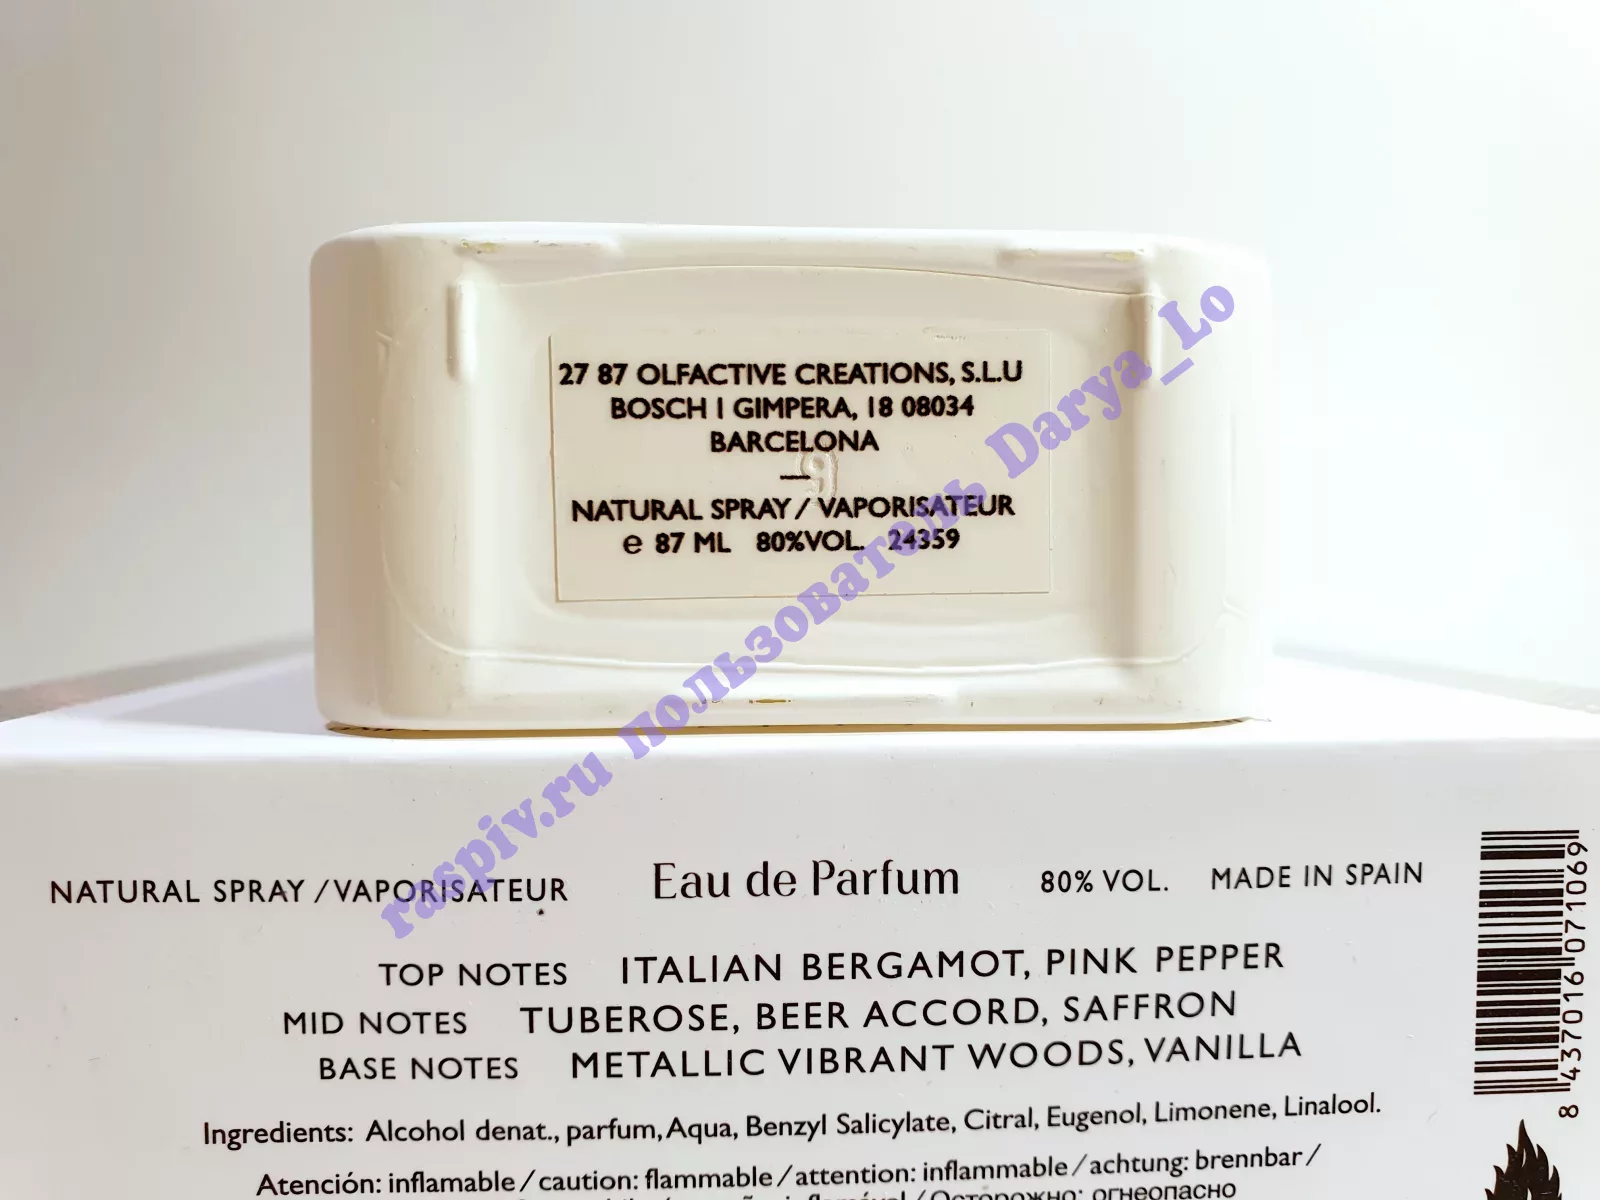 27 87 OLFACTIVE CREATIONS, S.L.U
BOSCH I GIMPERA, 18 08034
BARCELONA
—
NATURAL SPRAY / VAPORISATEUR
℮ 87 ML 80%VOL. 24359
raspiv.ru пользователь Darya_Lo
NATURAL SPRAY / VAPORISATEUR Eau de Parfum 80% VOL. MADE IN SPAIN
TOP NOTES ITALIAN BERGAMOT, PINK PEPPER
MID NOTES TUBEROSE, BEER ACCORD, SAFFRON
BASE NOTES METALLIC VIBRANT WOODS, VANILLA
Ingredients: Alcohol denat., parfum, Aqua, Benzyl Salicylate, Citral, Eugenol, Limonene, Linalool.
Atención: inflamable / caution: flammable / attention: inflammable / achtung: brennbar /
Осторожно: огнеопасно
8 437016 071069